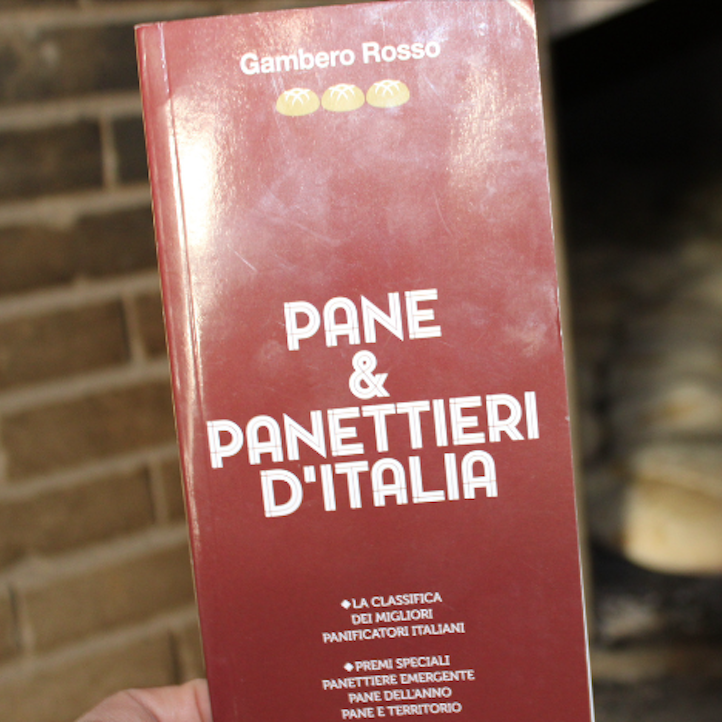 Gambero Rosso
PANE
&
PANETTIERI
D'ITALIA
◆LA CLASSIFICA
DEI MIGLIORI
PANIFICATORI ITALIANI
◆PREMI SPECIALI
PANETTIERE EMERGENTE
PANE DELL'ANNO
PANE E TERRITORIO